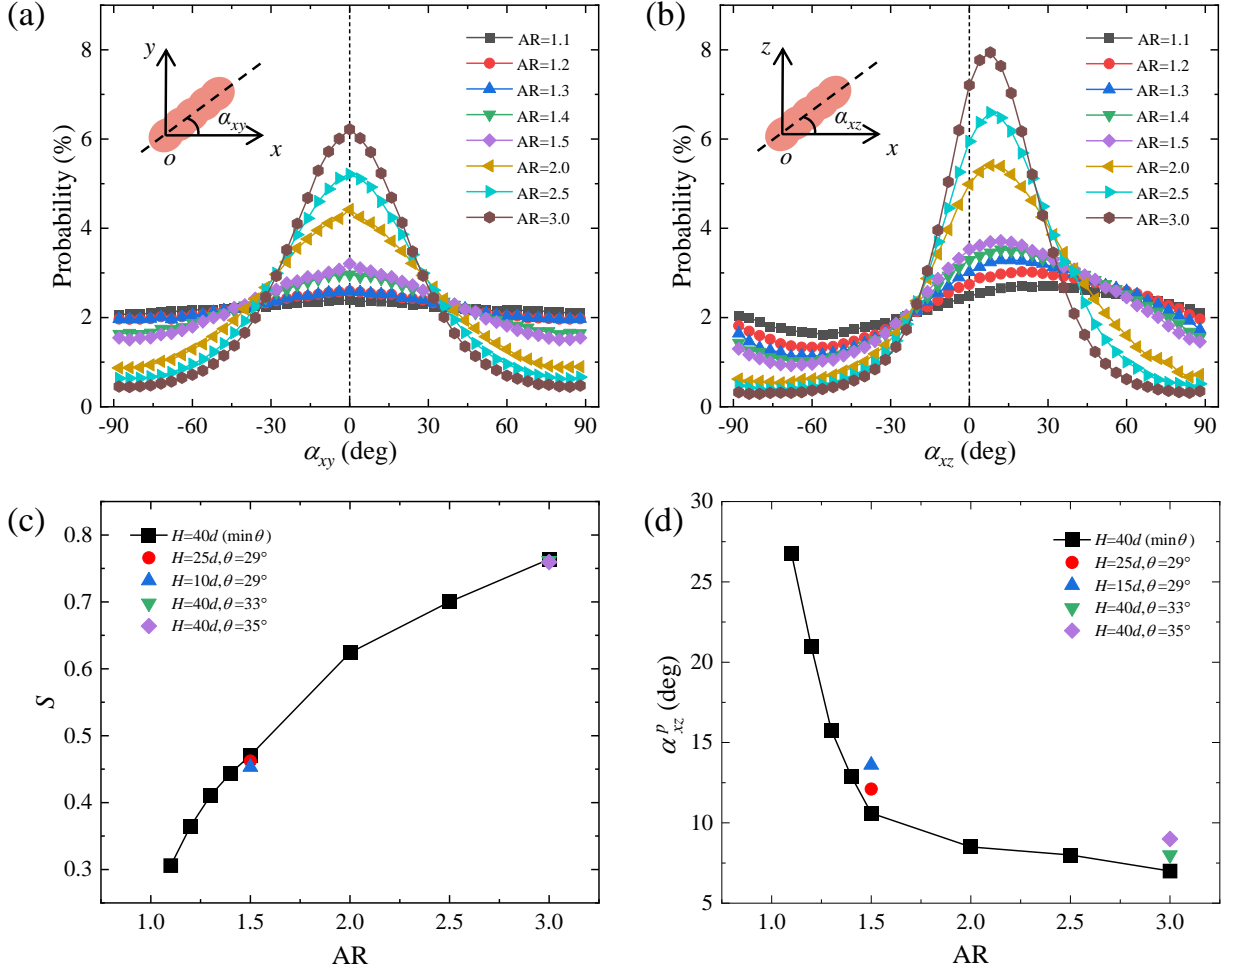 (a)
8
6
4
2
0
Probability (%)
-90
-60
-30
0
30
60
90
αxy (deg)
y
x
o
αxy
AR=1.1
AR=1.2
AR=1.3
AR=1.4
AR=1.5
AR=2.0
AR=2.5
AR=3.0
(b)
8
6
4
2
0
Probability (%)
-90
-60
-30
0
30
60
90
αxz (deg)
z
x
o
αxz
AR=1.1
AR=1.2
AR=1.3
AR=1.4
AR=1.5
AR=2.0
AR=2.5
AR=3.0
(c)
0.8
0.7
0.6
0.5
0.4
0.3
S
1.0
1.5
2.0
2.5
3.0
AR
H=40d (minθ)
H=25d,θ=29°
H=10d,θ=29°
H=40d,θ=33°
H=40d,θ=35°
(d)
30
25
20
15
10
5
α^p_xz (deg)
1.0
1.5
2.0
2.5
3.0
AR
H=40d (minθ)
H=25d,θ=29°
H=15d,θ=29°
H=40d,θ=33°
H=40d,θ=35°